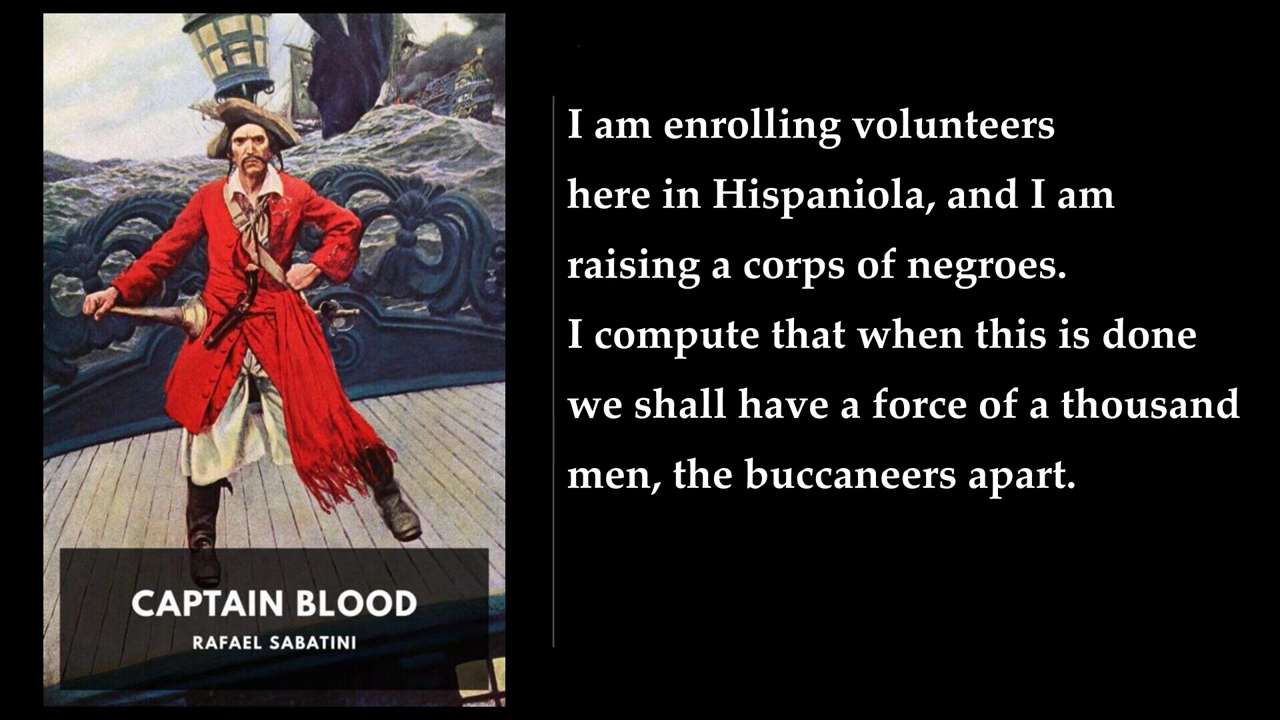 CAPTAIN BLOOD
RAFAEL SABATINI
I am enrolling volunteers
here in Hispaniola, and I am
raising a corps of negroes.
I compute that when this is done
we shall have a force of a thousand
men, the buccaneers apart.